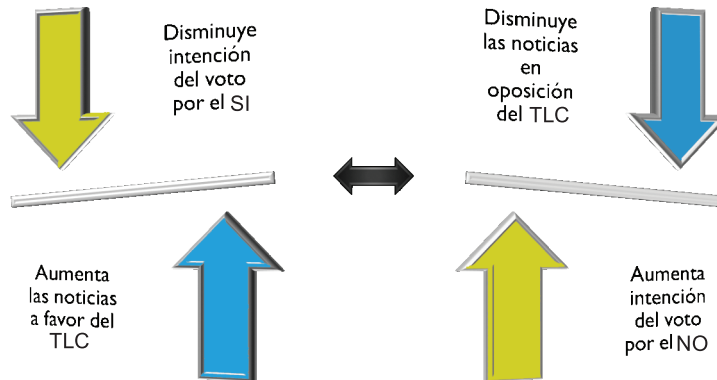 Disminuye
intención
del voto
por el SI
Disminuye
las noticias
en
oposición
del TLC
Aumenta
las noticias
a favor del
TLC
Aumenta
intención
del voto
por el NO